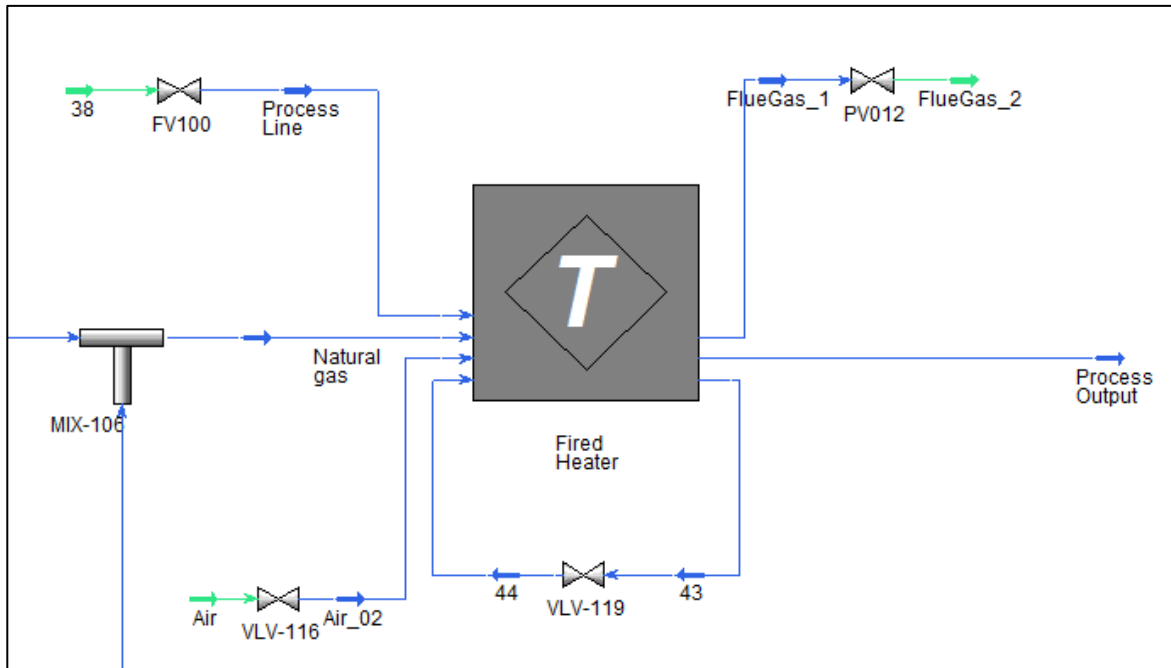 38
FV100
Process
Line
FlueGas_1
PV012
FlueGas_2
T
MIX-106
Natural
gas
Process
Output
Fired
Heater
Air
VLV-116
Air_02
44
VLV-119
43